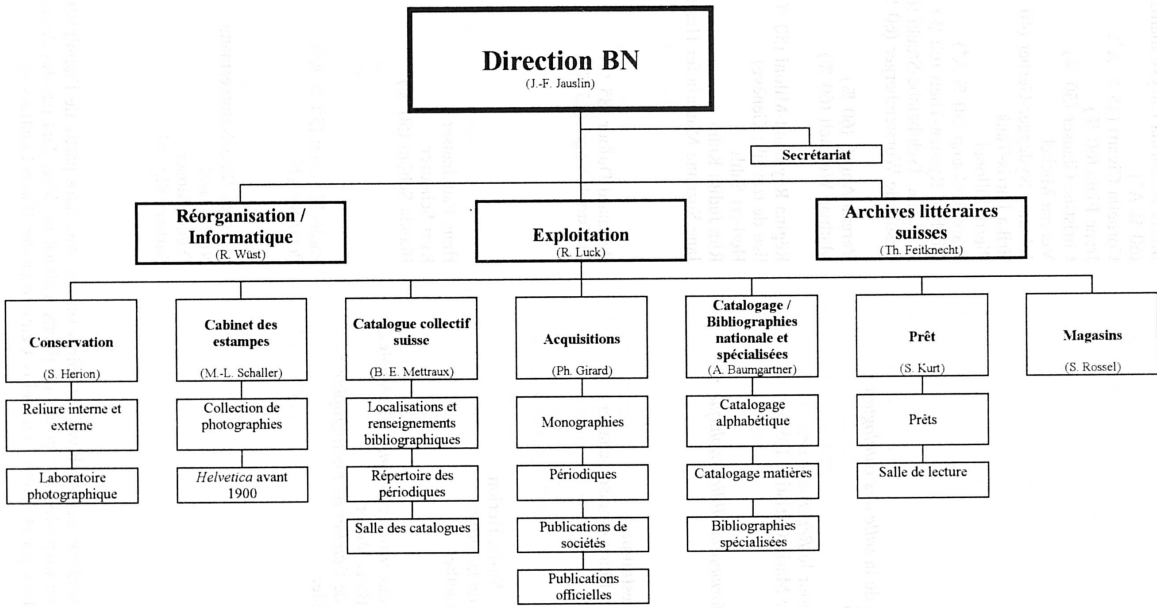 Direction BN
(J.-F. Jauslin)
Secrétariat
Réorganisation /
Informatique
(R. Wüst)
Exploitation
(R. Luck)
Archives littéraires
suisses
(Th. Feitknecht)
Conservation
(S. Herion)
Cabinet des
estampes
(M.-L. Schaller)
Catalogue collectif
suisse
(B. E. Mettraux)
Acquisitions
(Ph. Girard)
Catalogage /
Bibliographies
nationale et
spécialisées
(A. Baumgartner)
Prêt
(S. Kurt)
Magasins
(S. Rossel)
Reliure interne et
externe
Laboratoire
photographique
Collection de
photographies
Helvetica avant
1900
Localisations et
renseignements
bibliographiques
Répertoire des
périodiques
Salle des catalogues
Monographies
Périodiques
Publications de
sociétés
Publications
officielles
Catalogage
alphabétique
Catalogage matières
Bibliographies
spécialisées
Prêts
Salle de lecture